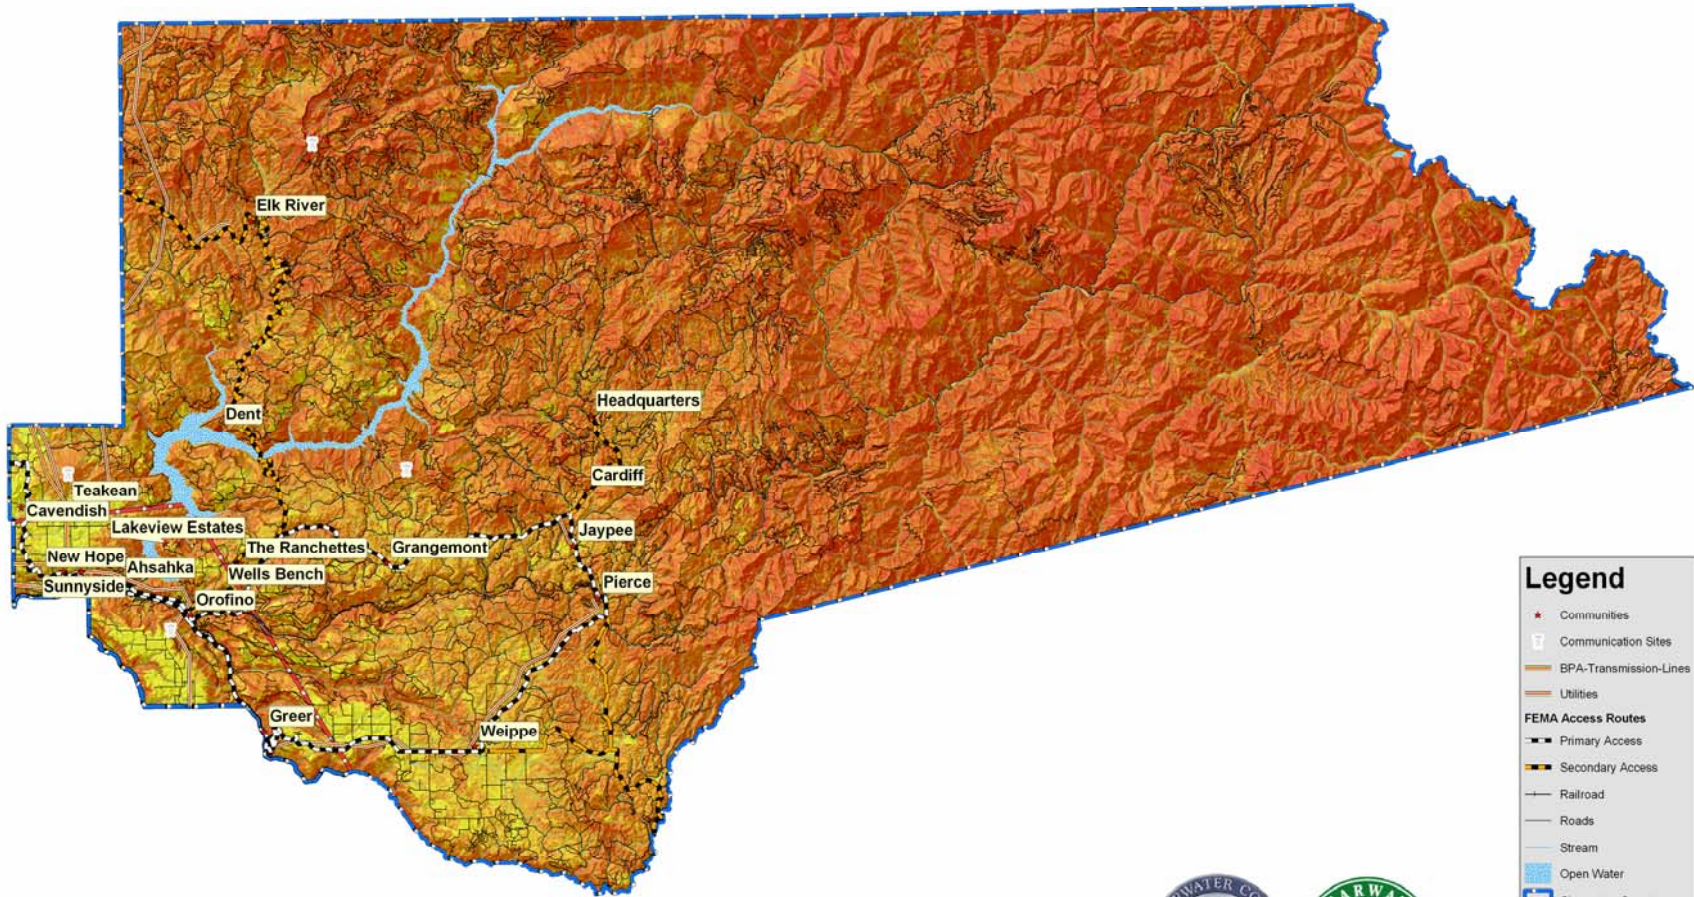 Elk River
Dent
Headquarters
Cardiff
Teakean
Cavendish
Lakeview Estates
Jaypee
The Ranchettes
Grangemont
New Hope
Ahsahka
Wells Bench
Sunnyside
Pierce
Orofino
Greer
Weippe
Legend
Communities
Communication Sites
BPA-Transmission-Lines
Utilities
FEMA Access Routes
Primary Access
Secondary Access
Railroad
Roads
Stream
Open Water